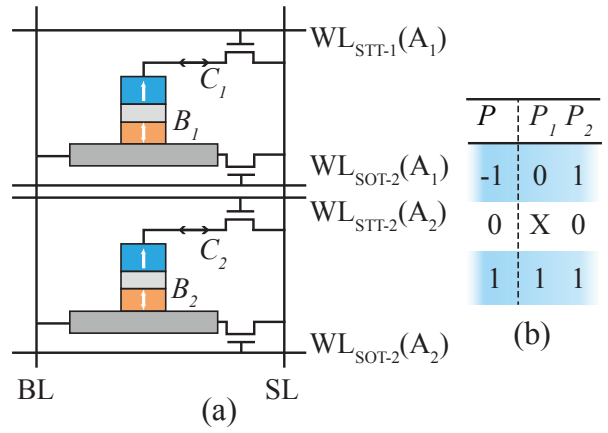 WL_STT-1(A_1)
C_1
B_1
WL_SOT-2(A_1)
WL_STT-2(A_2)
C_2
B_2
WL_SOT-2(A_2)
BL SL
(a)
P P_1 P_2
-1 0 1
0 X 0
1 1 1
(b)